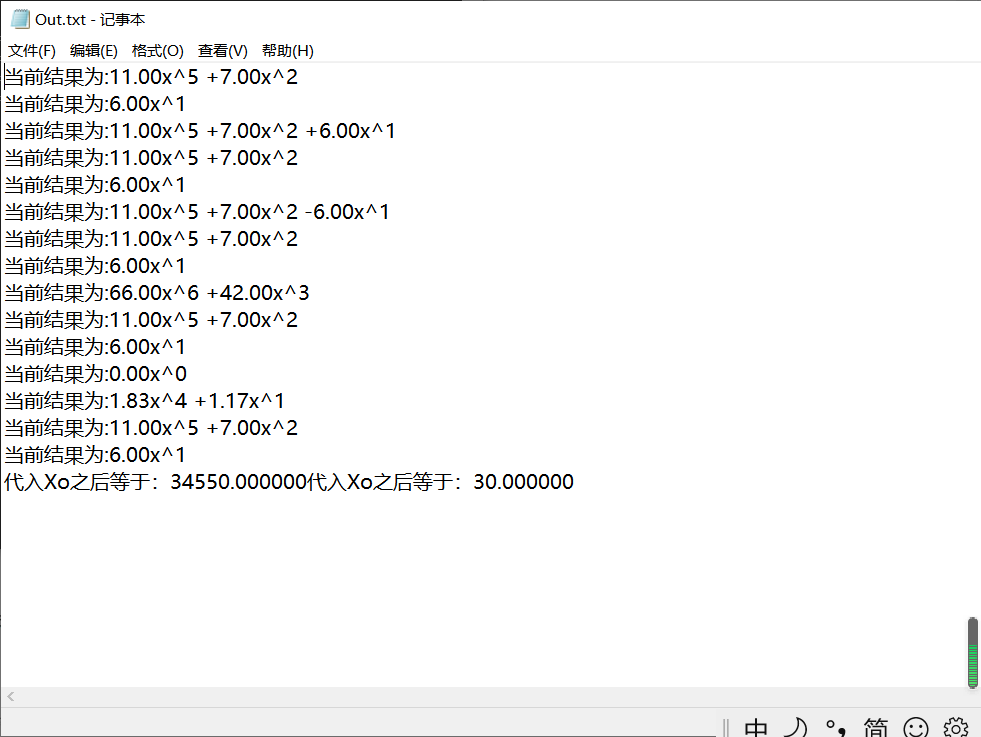 Out.txt - 记事本
文件(F) 编辑(E) 格式(O) 查看(V) 帮助(H)
当前结果为:11.00x^5 +7.00x^2
当前结果为:6.00x^1
当前结果为:11.00x^5 +7.00x^2 +6.00x^1
当前结果为:11.00x^5 +7.00x^2
当前结果为:6.00x^1
当前结果为:11.00x^5 +7.00x^2 -6.00x^1
当前结果为:11.00x^5 +7.00x^2
当前结果为:6.00x^1
当前结果为:66.00x^6 +42.00x^3
当前结果为:11.00x^5 +7.00x^2
当前结果为:6.00x^1
当前结果为:0.00x^0
当前结果为:1.83x^4 +1.17x^1
当前结果为:11.00x^5 +7.00x^2
当前结果为:6.00x^1
代入Xo之后等于：34550.000000代入Xo之后等于：30.000000
中 简